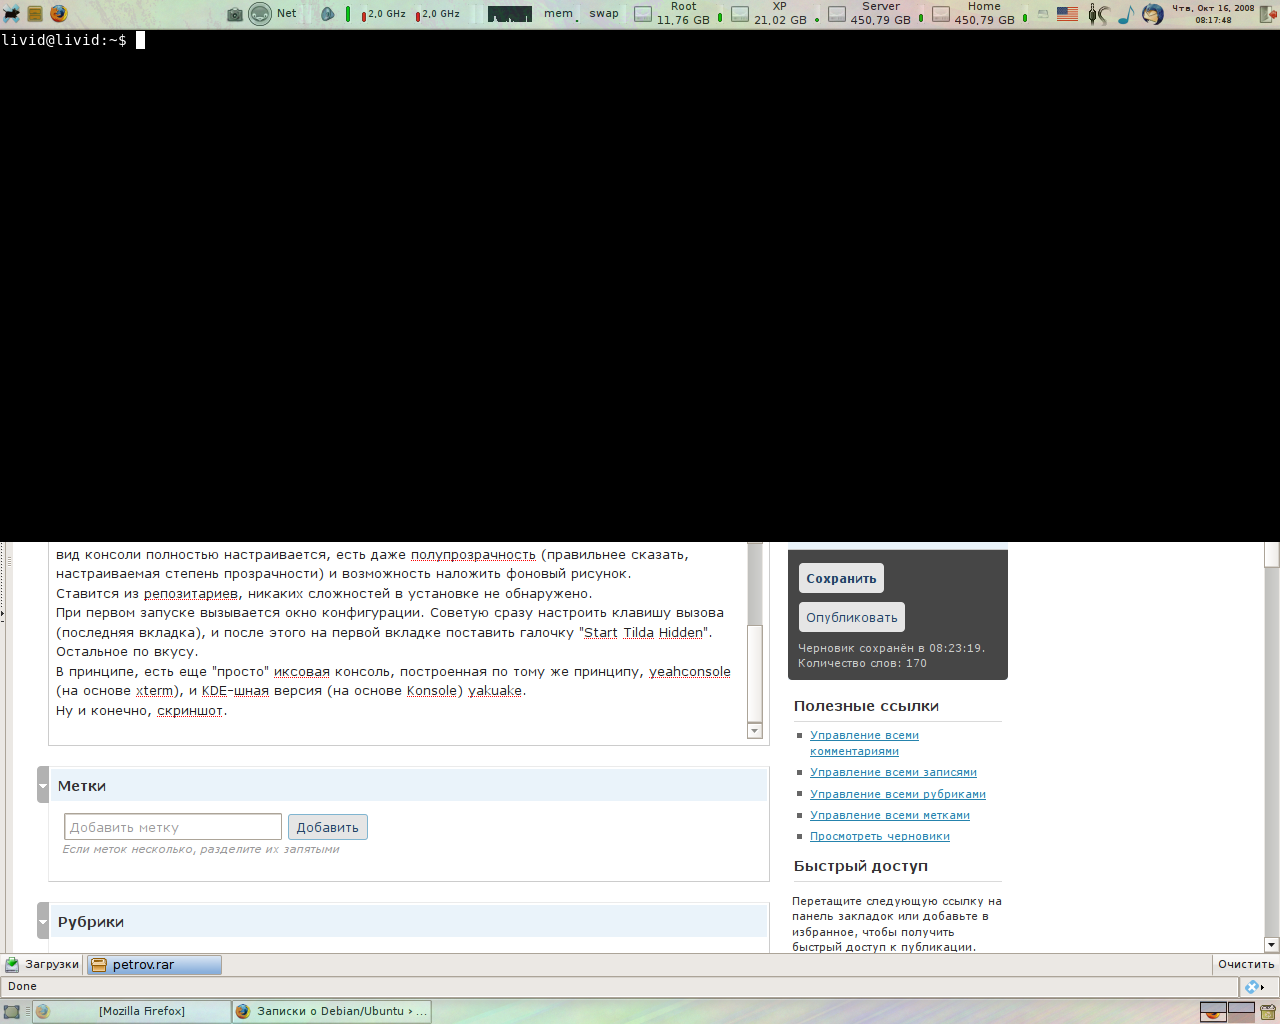 Net
2,0 GHz
2,0 GHz
mem
swap
Root
11,76 GB
XP
21,02 GB
Server
450,79 GB
Home
450,79 GB
Чтв, Окт 16, 2008
08:17:48
livid@livid:~$
вид консоли полностью настраивается, есть даже полупрозрачность (правильнее сказать,
настраиваемая степень прозрачности) и возможность наложить фоновый рисунок.
Ставится из репозитариев, никаких сложностей в установке не обнаружено.
При первом запуске вызывается окно конфигурации. Советую сразу настроить клавишу вызова
(последняя вкладка), и после этого на первой вкладке поставить галочку "Start Tilda Hidden".
Остальное по вкусу.
В принципе, есть еще "просто" иксовая консоль, построенная по тому же принципу, yeahconsole
(на основе xterm), и KDE-шная версия (на основе Konsole) yakuake.
Ну и конечно, скриншот.
Метки
Добавить метку
Добавить
Если меток несколько, разделите их запятыми
Рубрики
Сохранить
Опубликовать
Черновик сохранён в 08:23:19.
Количество слов: 170
Полезные ссылки
Управление всеми
комментариями
Управление всеми записями
Управление всеми рубриками
Управление всеми метками
Просмотреть черновики
Быстрый доступ
Перетащите следующую ссылку на
панель закладок или добавьте в
избранное, чтобы получить
быстрый доступ к публикации.
Загрузки
petrov.rar
Очистить
Done
[Mozilla Firefox]
Записки о Debian/Ubuntu › ...